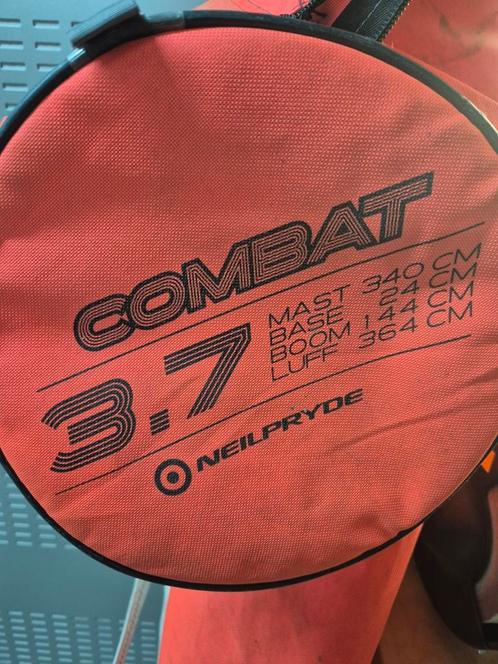 COMBAT
3.7
MAST 340 CM
BASE 24 CM
BOOM 144 CM
LUFF 364 CM
NEILPRYDE